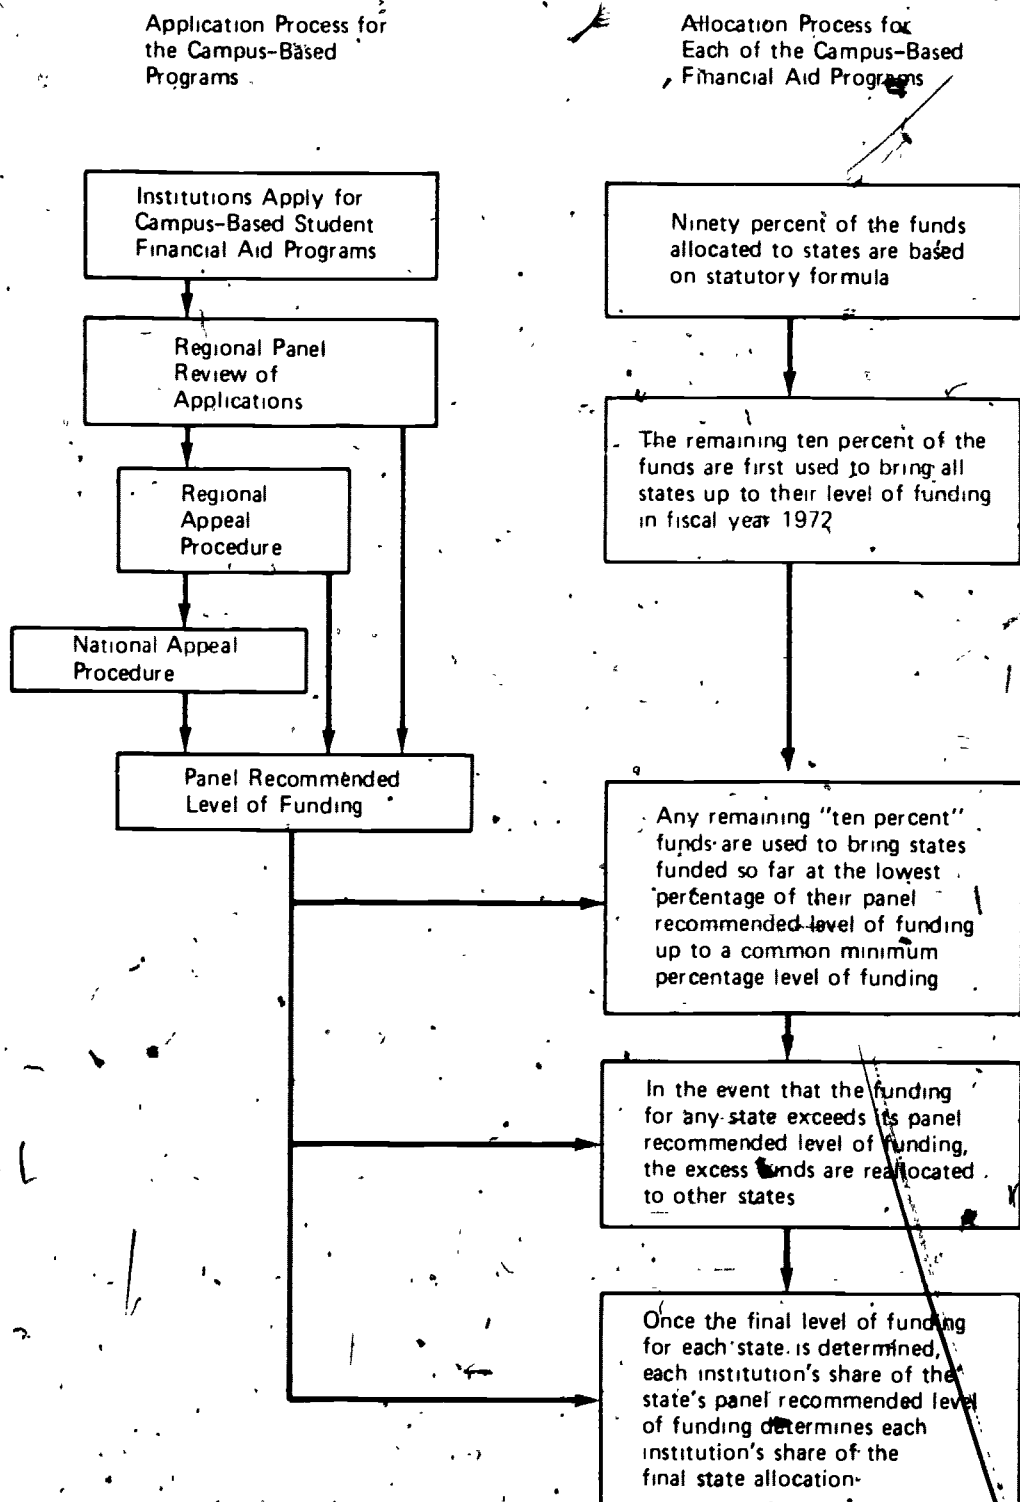 Application Process for
the Campus-Based
Programs
Allocation Process for
Each of the Campus-Based
Financial Aid Programs
Institutions Apply for
Campus-Based Student
Financial Aid Programs
Regional Panel
Review of
Applications
Regional
Appeal
Procedure
National Appeal
Procedure
Panel Recommended
Level of Funding
Ninety percent of the funds
allocated to states are based
on statutory formula
The remaining ten percent of the
funds are first used to bring all
states up to their level of funding
in fiscal year 1972
Any remaining "ten percent"
funds are used to bring states
funded so far at the lowest
percentage of their panel
recommended level of funding
up to a common minimum
percentage level of funding
In the event that the funding
for any state exceeds its panel
recommended level of funding,
the excess funds are reallocated
to other states
Once the final level of funding
for each state is determined,
each institution's share of the
state's panel recommended level
of funding determines each
institution's share of the
final state allocation